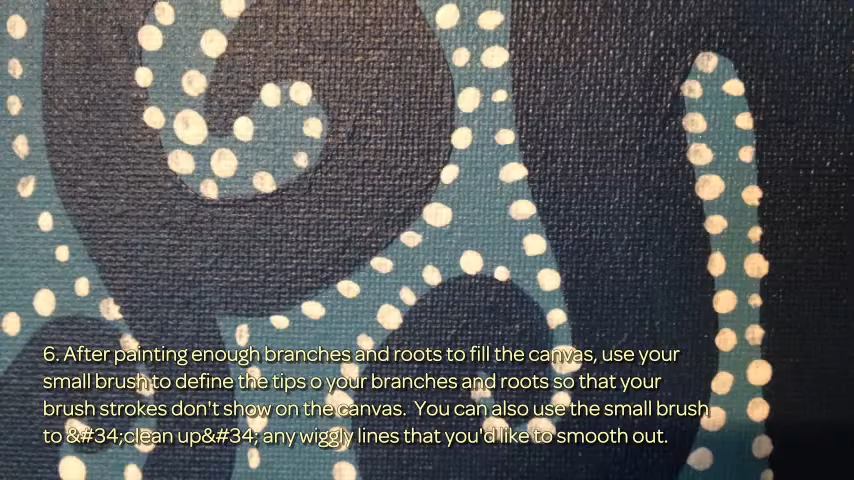 6. After painting enough branches and roots to fill the canvas, use your
small brush to define the tips o your branches and roots so that your
brush strokes don't show on the canvas.  You can also use the small brush
to &#34;clean up&#34; any wiggly lines that you'd like to smooth out.